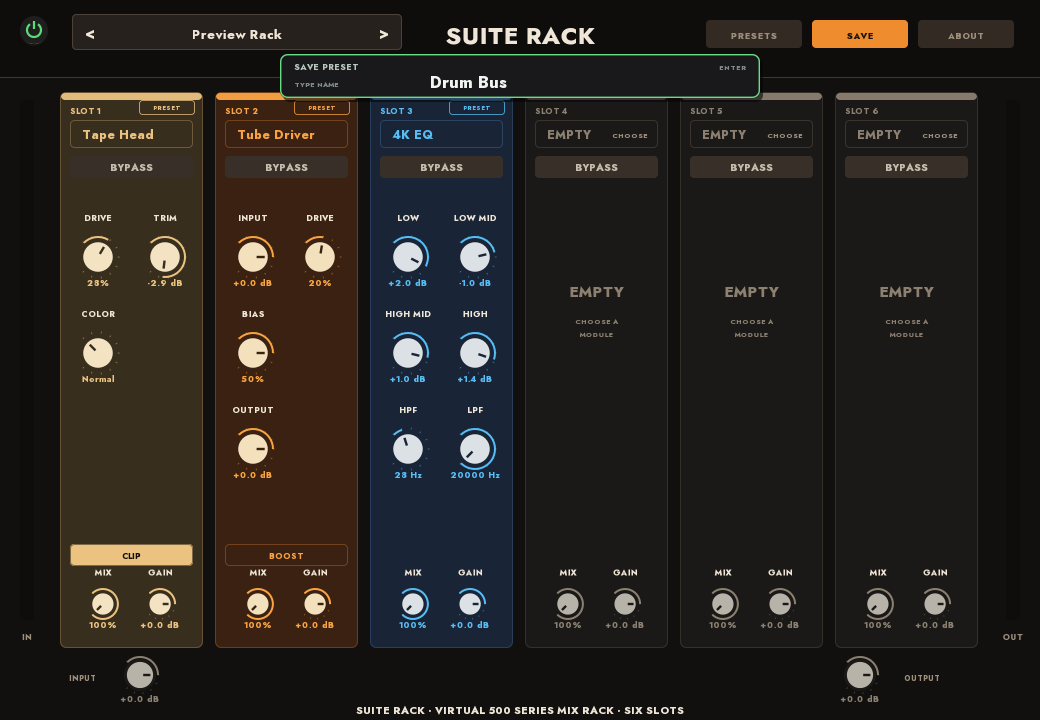 < Preview Rack >
SUITE RACK
PRESETS
SAVE
ABOUT
SAVE PRESET
ENTER
TYPE NAME
Drum Bus
SLOT 1
PRESET
Tape Head
BYPASS
DRIVE
TRIM
28%
-2.9 dB
COLOR
Normal
CLIP
MIX
GAIN
100%
+0.0 dB
SLOT 2
PRESET
Tube Driver
BYPASS
INPUT
DRIVE
+0.0 dB
20%
BIAS
50%
OUTPUT
+0.0 dB
BOOST
MIX
GAIN
100%
+0.0 dB
SLOT 3
PRESET
4K EQ
BYPASS
LOW
LOW MID
+2.0 dB
-1.0 dB
HIGH MID
HIGH
+1.0 dB
+1.4 dB
HPF
LPF
28 Hz
20000 Hz
MIX
GAIN
100%
+0.0 dB
SLOT 4
EMPTY
CHOOSE
BYPASS
EMPTY
CHOOSE A
MODULE
MIX
GAIN
100%
+0.0 dB
SLOT 5
EMPTY
CHOOSE
BYPASS
EMPTY
CHOOSE A
MODULE
MIX
GAIN
100%
+0.0 dB
SLOT 6
EMPTY
CHOOSE
BYPASS
EMPTY
CHOOSE A
MODULE
MIX
GAIN
100%
+0.0 dB
IN
OUT
INPUT
+0.0 dB
OUTPUT
+0.0 dB
SUITE RACK · VIRTUAL 500 SERIES MIX RACK · SIX SLOTS